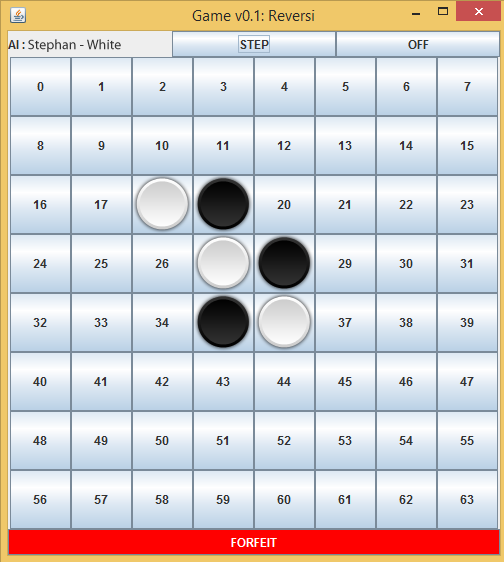 Game v0.1: Reversi
AI : Stephan - White STEP OFF
0 1 2 3 4 5 6 7
8 9 10 11 12 13 14 15
16 17 20 21 22 23
24 25 26 29 30 31
32 33 34 37 38 39
40 41 42 43 44 45 46 47
48 49 50 51 52 53 54 55
56 57 58 59 60 61 62 63
FORFEIT